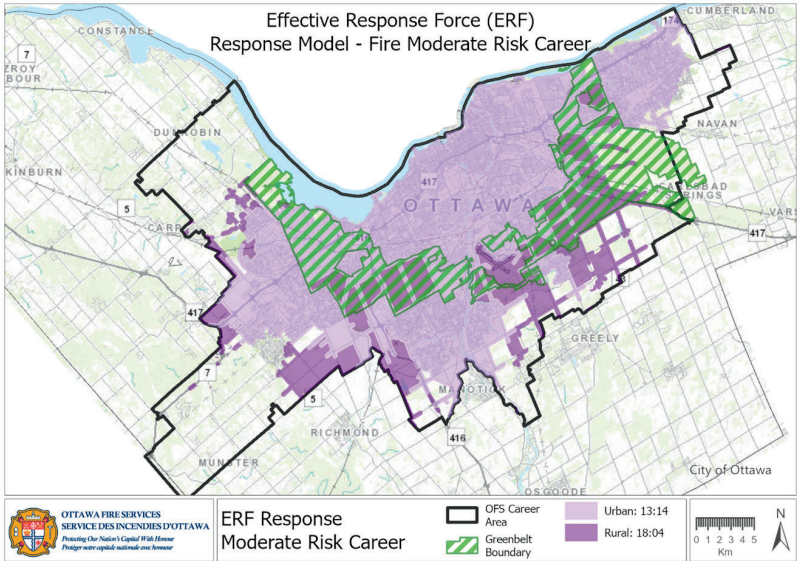 Effective Response Force (ERF)
Response Model - Fire Moderate Risk Career
CUMBERLAND
174
CONSTANCE
7
BOUR
DUNROBIN
NAVAN
KINBURN
417
OTTAWA
SPRINGS
5
VARS
CARP
417
417
GREELY
7
5
MANOTICK
RICHMOND
416
MUNSTER
City of Ottawa
OSGOODE
OTTAWA FIRE SERVICES
SERVICE DES INCENDIES D'OTTAWA
Protecting Our Nation's Capital With Honour
Protéger notre capitale nationale avec honneur
ERF Response
Moderate Risk Career
OFS Career
Area
Greenbelt
Boundary
Urban: 13:14
Rural: 18:04
0 1 2 3 4 5
Km
N